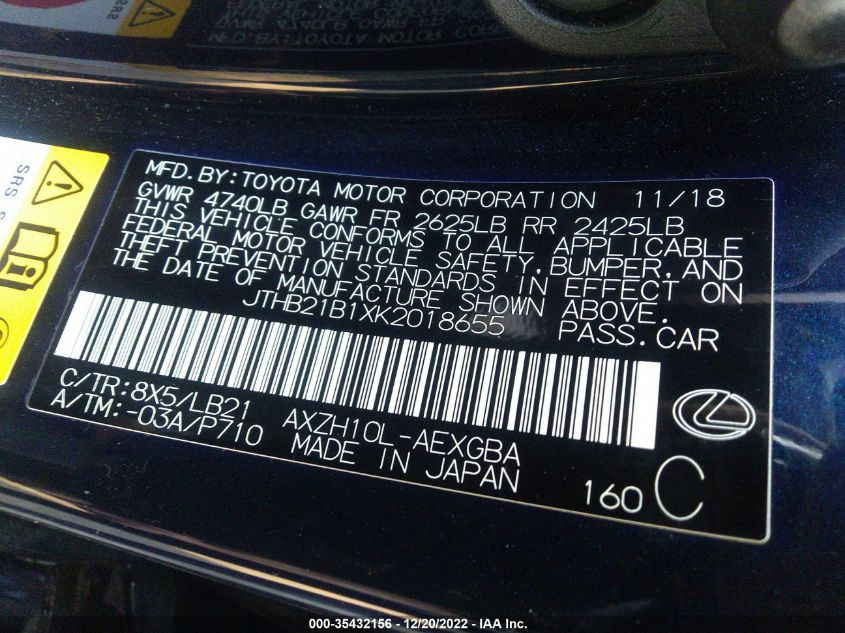 MFD.BY:TOYOTA MOTOR CORPORATION 11/18
GVWR 4740LB GAWR FR 2625LB RR 2425LB
THIS VEHICLE CONFORMS TO ALL APPLICABLE
FEDERAL MOTOR VEHICLE SAFETY, BUMPER, AND
THEFT PREVENTION STANDARDS IN EFFECT ON
THE DATE OF MANUFACTURE SHOWN ABOVE.
JTHB21B1XK2018655 PASS.CAR
C/TR:8X5/LB21 AXZH10L-AEXGBA
A/TM:-03A/P710 MADE IN JAPAN
160 C
SRS
000-35432156 - 12/20/2022 - IAA Inc.